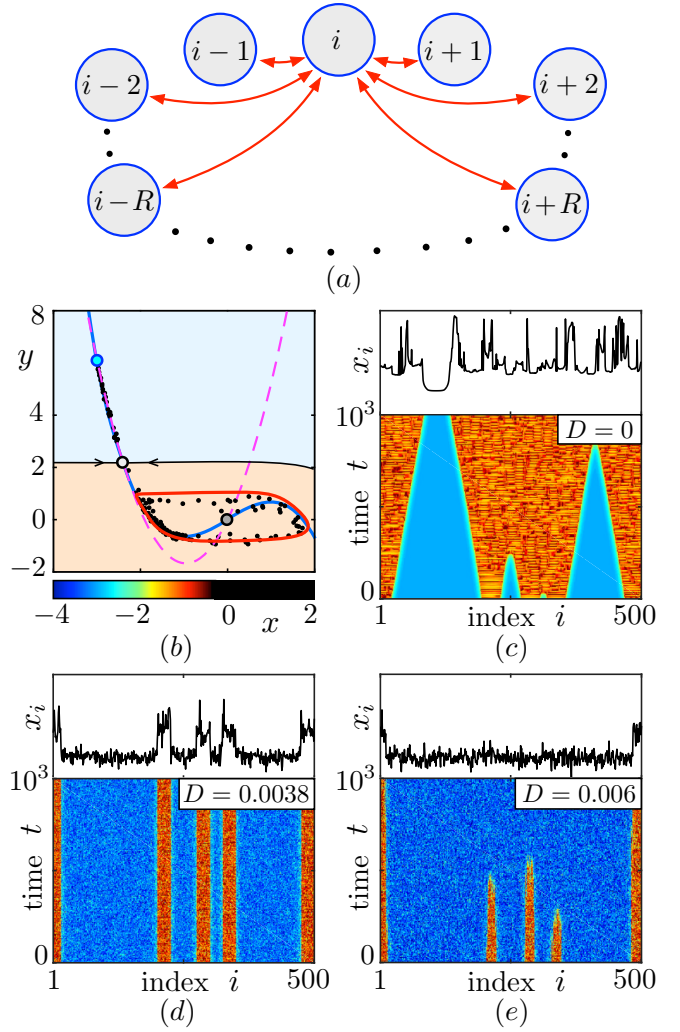 i − 1
i
i + 1
i − 2
i + 2
i − R
i + R
(a)
8
y
4
2
0
−2
−4
−2
0
x
2
(b)
x_i
10^3
D = 0
time t
0
1
index i
500
(c)
x_i
10^3
D = 0.0038
time t
0
1
index i
500
(d)
x_i
10^3
D = 0.006
time t
0
1
index i
500
(e)